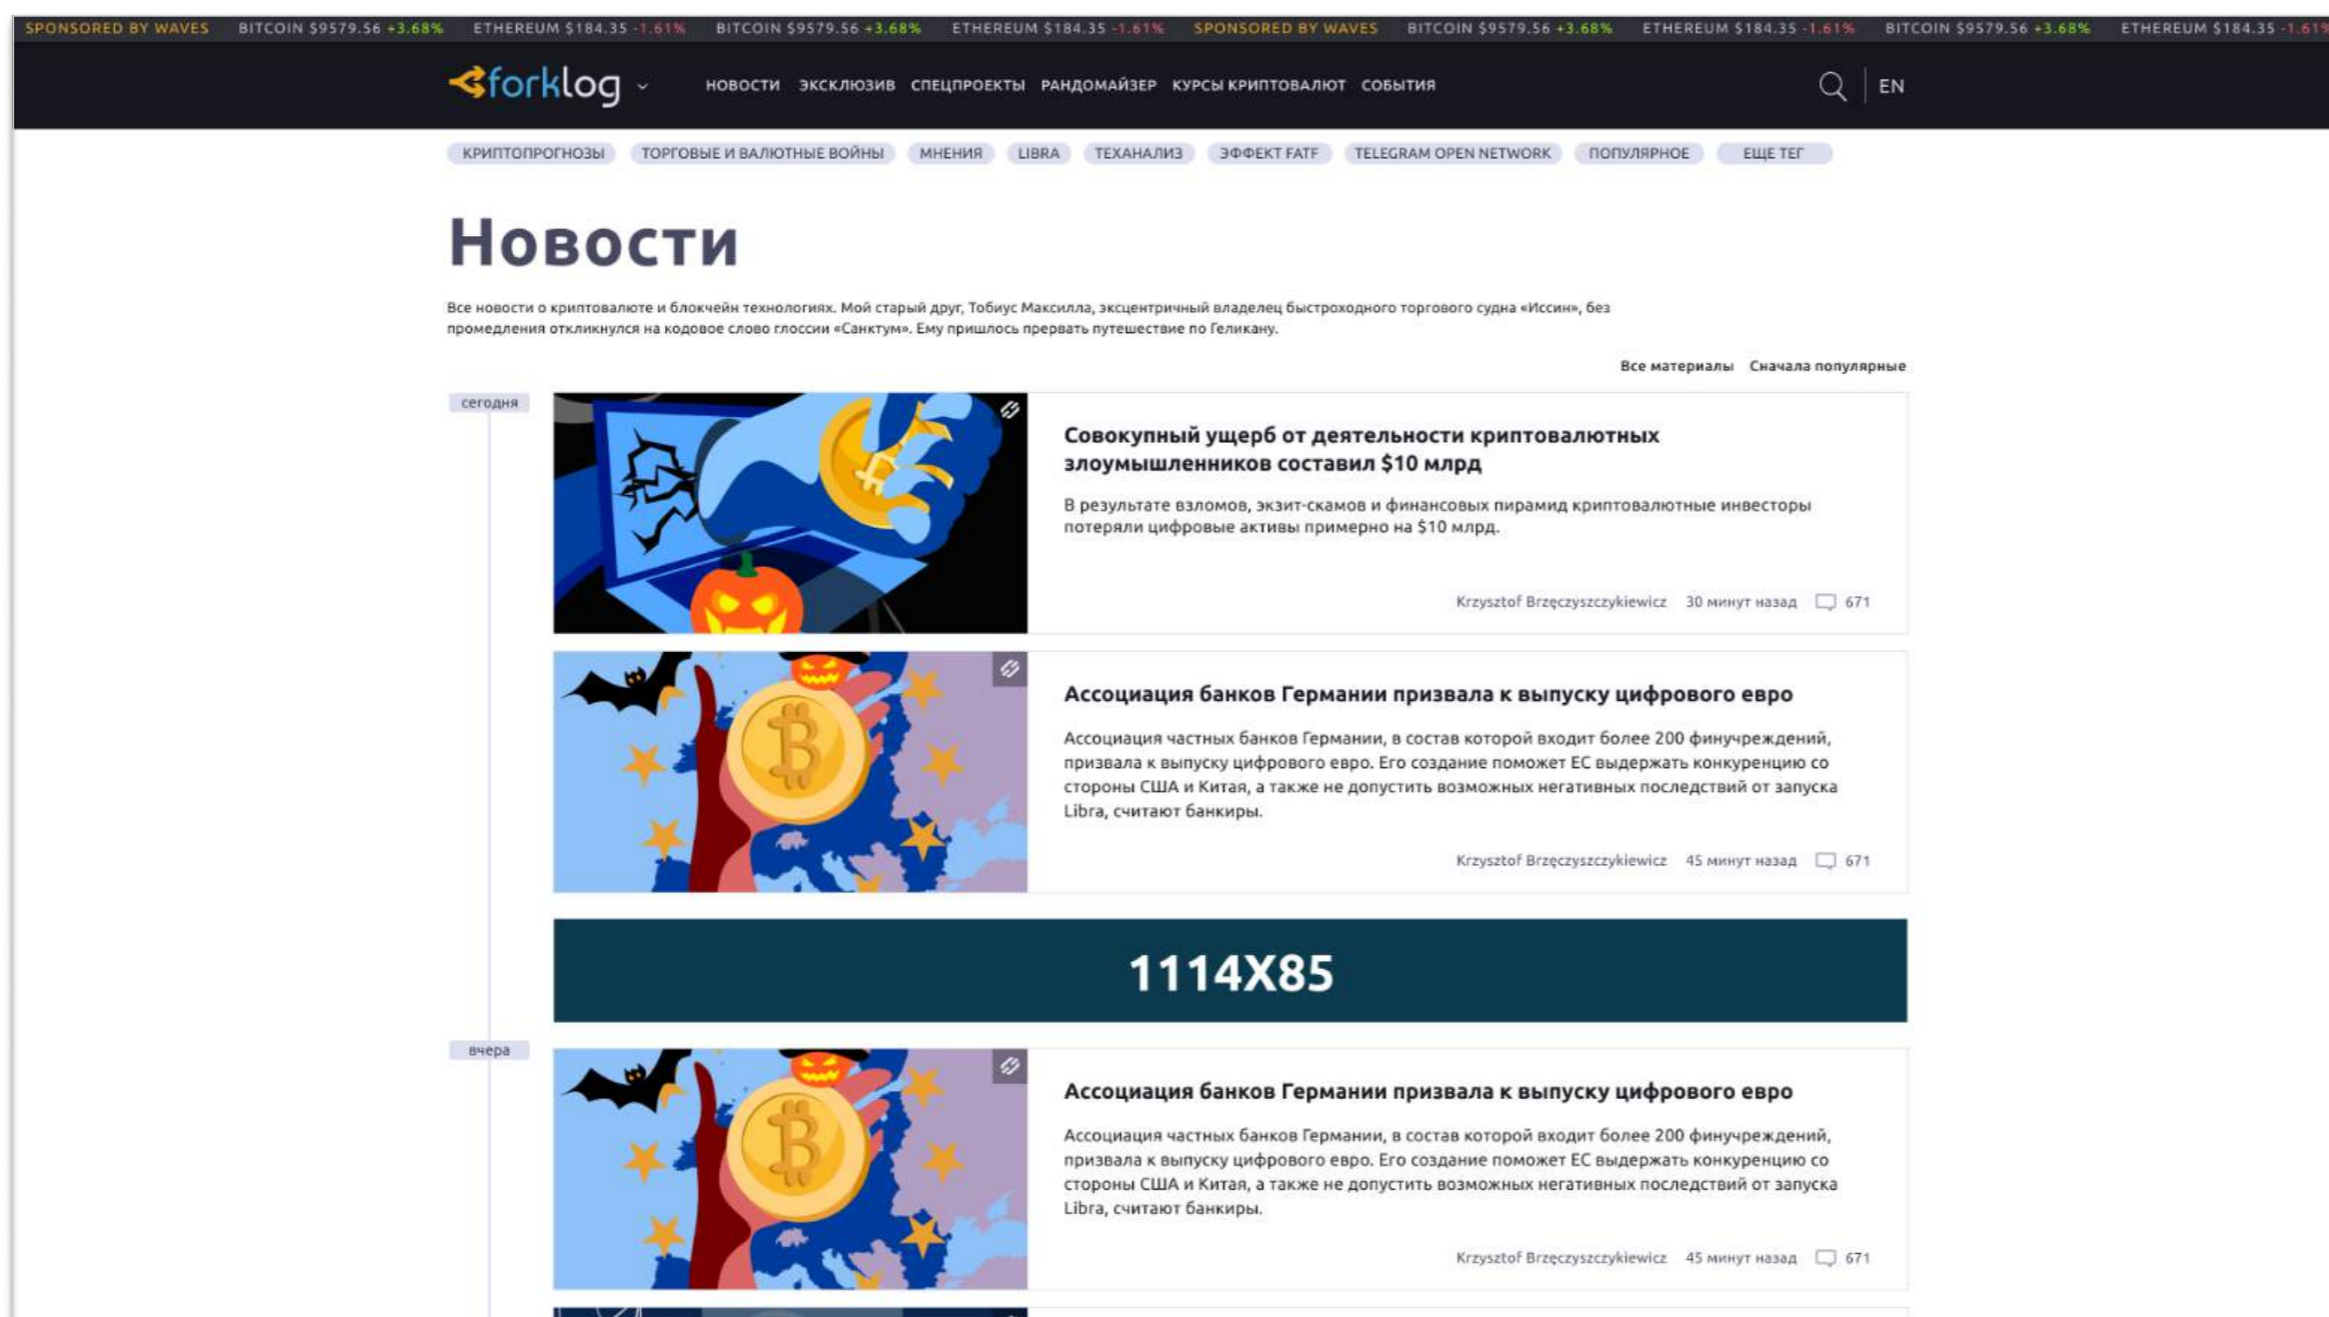 SPONSORED BY WAVES BITCOIN $9579.56 +3.68% ETHEREUM $184.35 -1.61% BITCOIN $9579.56 +3.68% ETHEREUM $184.35 -1.61% SPONSORED BY WAVES BITCOIN $9579.56 +3.68% ETHEREUM $184.35 -1.61% BITCOIN $9579.56 +3.68% ETHEREUM $184.35 -1.61%
forklog НОВОСТИ ЭКСКЛЮЗИВ СПЕЦПРОЕКТЫ РАНДОМАЙЗЕР КУРСЫ КРИПТОВАЛЮТ СОБЫТИЯ EN
КРИПТОПРОГНОЗЫ ТОРГОВЫЕ И ВАЛЮТНЫЕ ВОЙНЫ МНЕНИЯ LIBRA ТЕХАНАЛИЗ ЭФФЕКТ FATF TELEGRAM OPEN NETWORK ПОПУЛЯРНОЕ ЕЩЕ ТЕГ
Новости
Все новости о криптовалюте и блокчейн технологиях. Мой старый друг, Тобиус Максилла, эксцентричный владелец быстроходного торгового судна «Иссин», без
промедления откликнулся на кодовое слово глоссии «Санктум». Ему пришлось прервать путешествие по Геликану.
Все материалы Сначала популярные
сегодня
Совокупный ущерб от деятельности криптовалютных
злоумышленников составил $10 млрд
В результате взломов, экзит-скамов и финансовых пирамид криптовалютные инвесторы
потеряли цифровые активы примерно на $10 млрд.
Krzysztof Brzęczyszczykiewicz 30 минут назад 671
Ассоциация банков Германии призвала к выпуску цифрового евро
Ассоциация частных банков Германии, в состав которой входит более 200 финучреждений,
призвала к выпуску цифрового евро. Его создание поможет ЕС выдержать конкуренцию со
стороны США и Китая, а также не допустить возможных негативных последствий от запуска
Libra, считают банкиры.
Krzysztof Brzęczyszczykiewicz 45 минут назад 671
1114X85
вчера
Ассоциация банков Германии призвала к выпуску цифрового евро
Ассоциация частных банков Германии, в состав которой входит более 200 финучреждений,
призвала к выпуску цифрового евро. Его создание поможет ЕС выдержать конкуренцию со
стороны США и Китая, а также не допустить возможных негативных последствий от запуска
Libra, считают банкиры.
Krzysztof Brzęczyszczykiewicz 45 минут назад 671